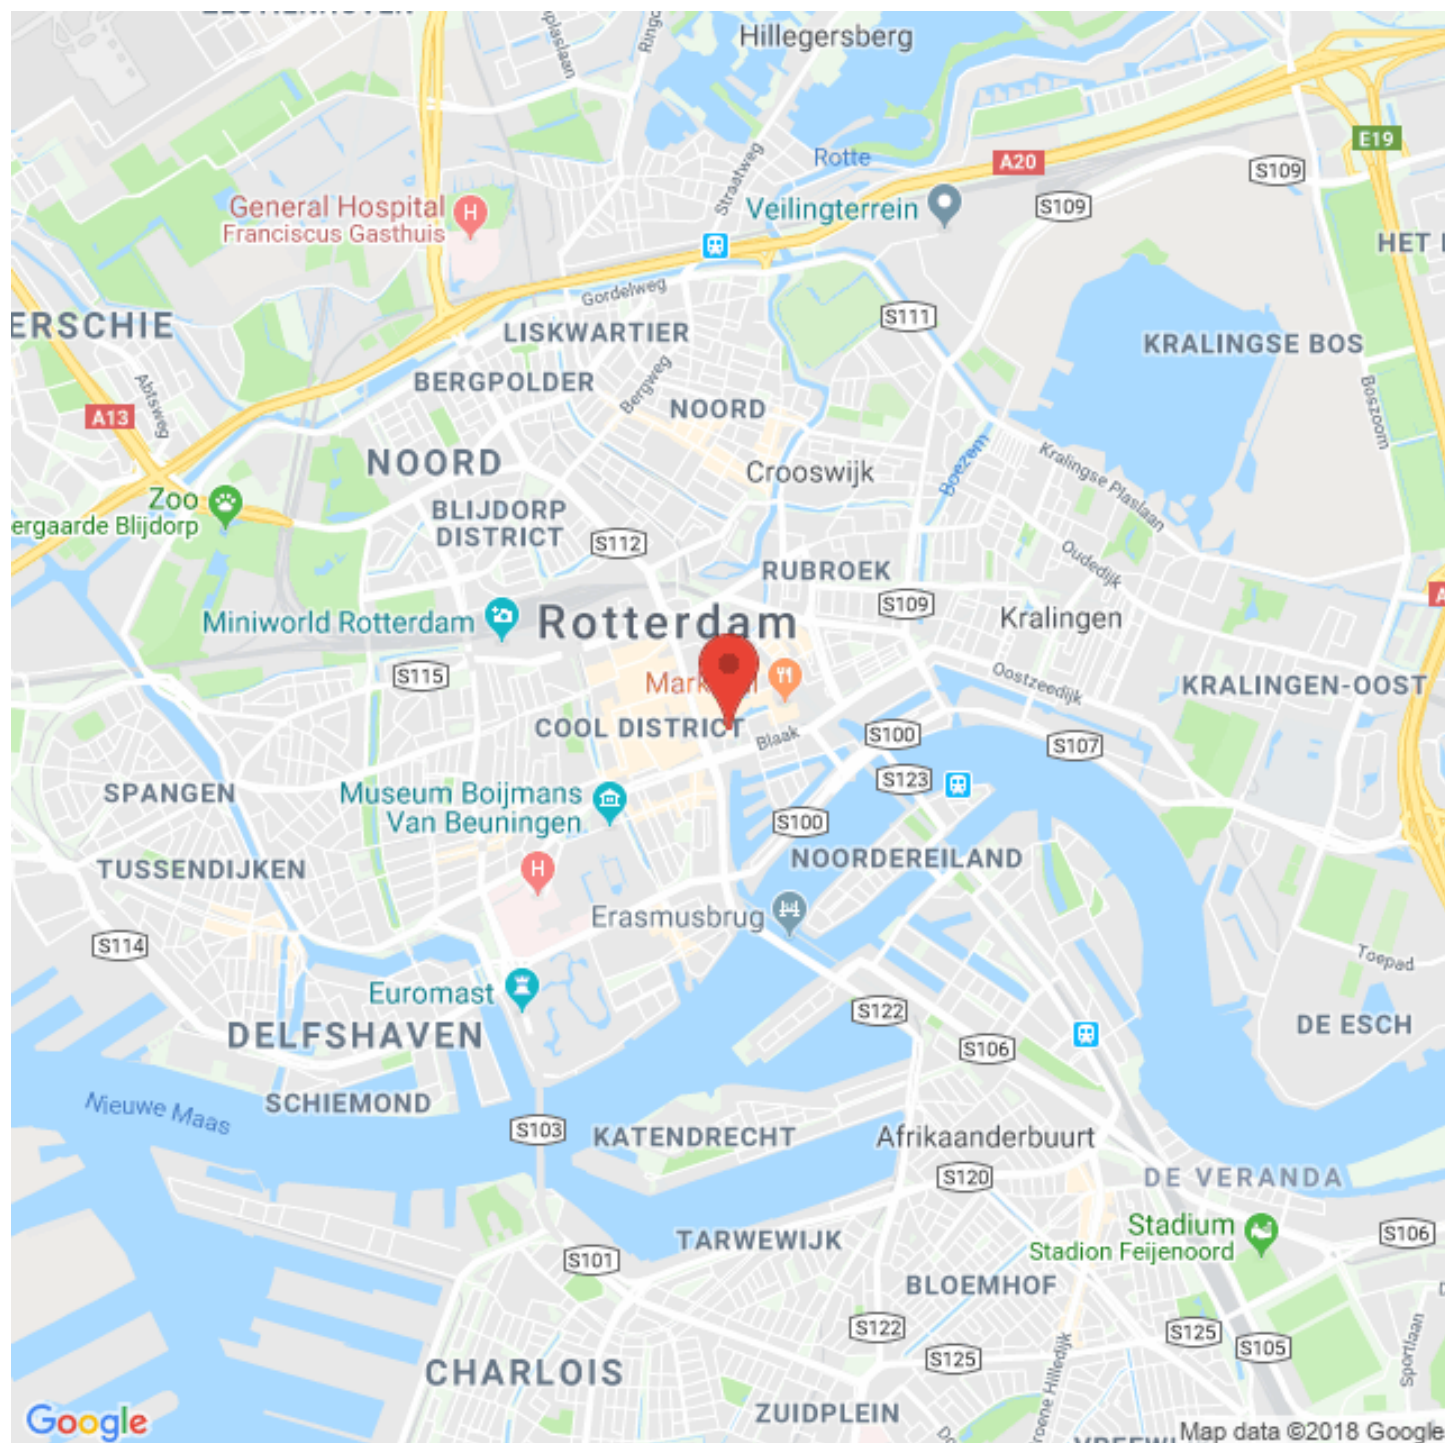 Hillegersberg
Straatweg
Rotte
A20
E19
S109
S109
General Hospital
Franciscus Gasthuis
Veilingterrein
Gordelweg
S111
LISKWARTIER
KRALINGSE BOS
BERGPOLDER
Bergweg
NOORD
Abtsweg
A13
Boszoom
NOORD
Crooswijk
Boezem
Kralingse Plaslaan
Zoo
ergaarde Blijdorp
BLIJDORP
DISTRICT
S112
Oudedijk
RUBROEK
S109
Kralingen
Miniworld Rotterdam
Rotterdam
S115
Oostzeedijk
KRALINGEN-OOST
COOL DISTRICT
Blaak
S100
S107
S123
SPANGEN
Museum Boijmans
Van Beuningen
S100
NOORDEREILAND
TUSSENDIJKEN
Erasmusbrug
S114
Toepad
Euromast
S122
DE ESCH
DELFSHAVEN
S106
Nieuwe Maas
SCHIEMOND
S103
KATENDRECHT
Afrikaanderbuurt
S120
DE VERANDA
Stadium
Stadion Feijenoord
S106
TARWEWIJK
S101
BLOEMHOF
S122
S125
S125
S105
Sportlaan
CHARLOIS
Groene Hilledijk
ZUIDPLEIN
Google
Map data ©2018 Google